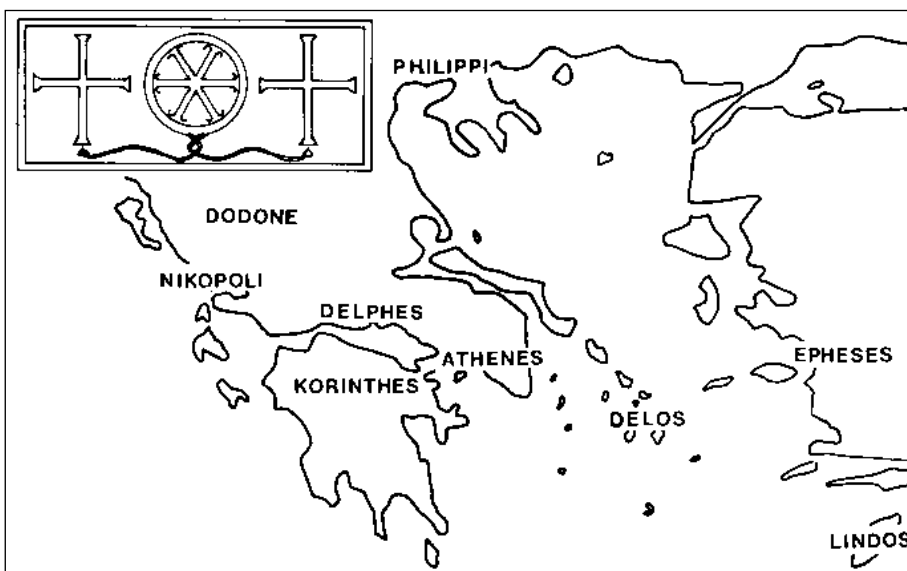 PHILIPPI
DODONE
NIKOPOLI
DELPHES
ATHENES
EPHESES
KORINTHES
DELOS
LINDOS